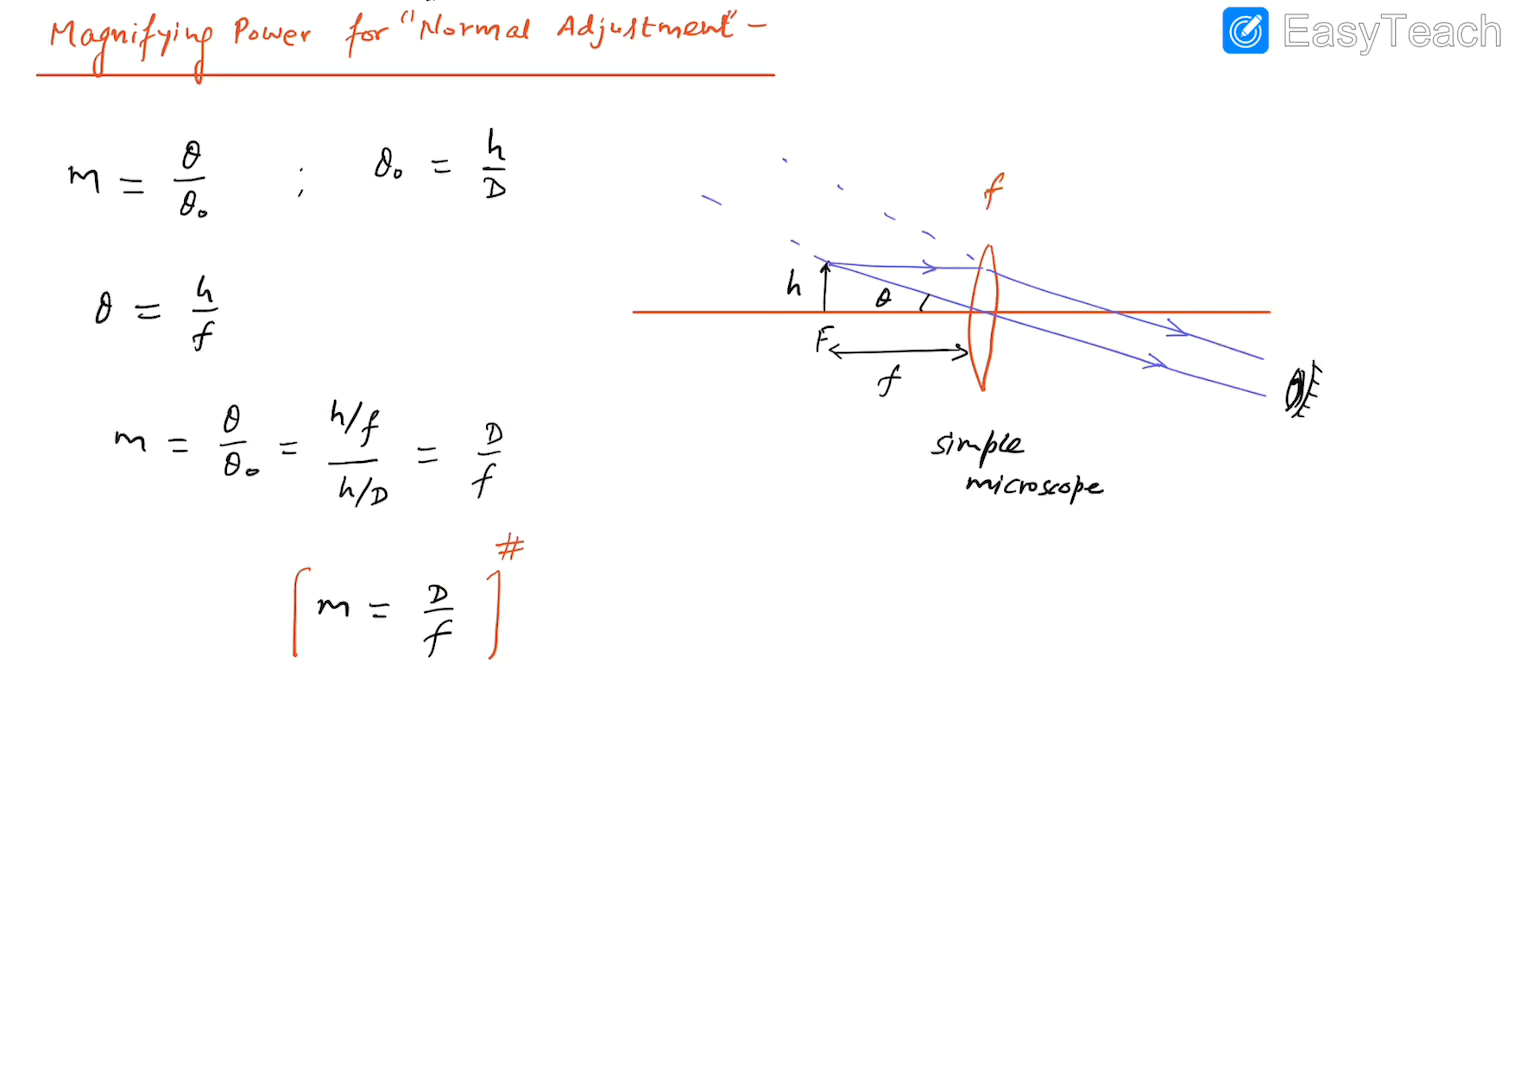 Magnifying Power for "Normal Adjustment" -
EasyTeach
m = θ/θ₀ ; θ₀ = h/D
θ = h/f
m = θ/θ₀ = h/f / h/D = D/f
#
[m = D/f]
f
h
θ
F
f
simple
microscope